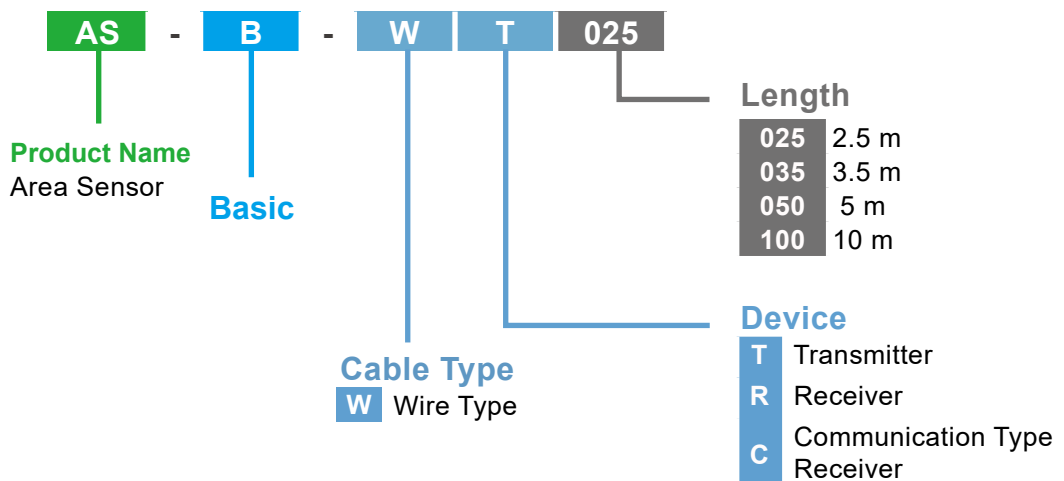 AS - B - W T 025
Product Name
Area Sensor
Basic
Cable Type
W Wire Type
Length
025 2.5 m
035 3.5 m
050 5 m
100 10 m
Device
T Transmitter
R Receiver
C Communication Type
Receiver